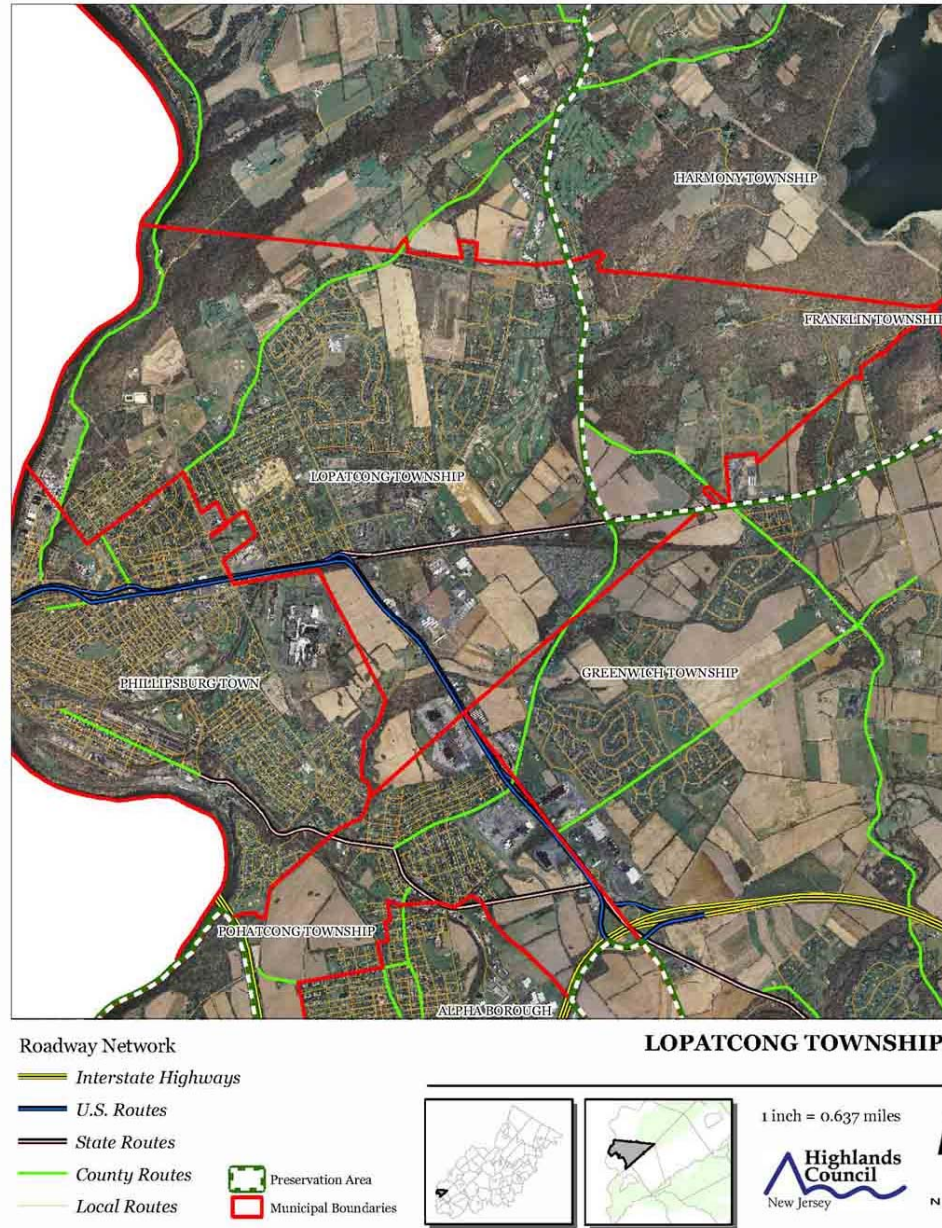 HARMONY TOWNSHIP
FRANKLIN TOWNSHIP
LOPATCONG TOWNSHIP
GREENWICH TOWNSHIP
PHILLIPSBURG TOWN
POHATCONG TOWNSHIP
ALPHA BOROUGH
Roadway Network
Interstate Highways
U.S. Routes
State Routes
County Routes
Local Routes
Preservation Area
Municipal Boundaries
LOPATCONG TOWNSHIP
1 inch = 0.637 miles
Highlands
Council
New Jersey
N